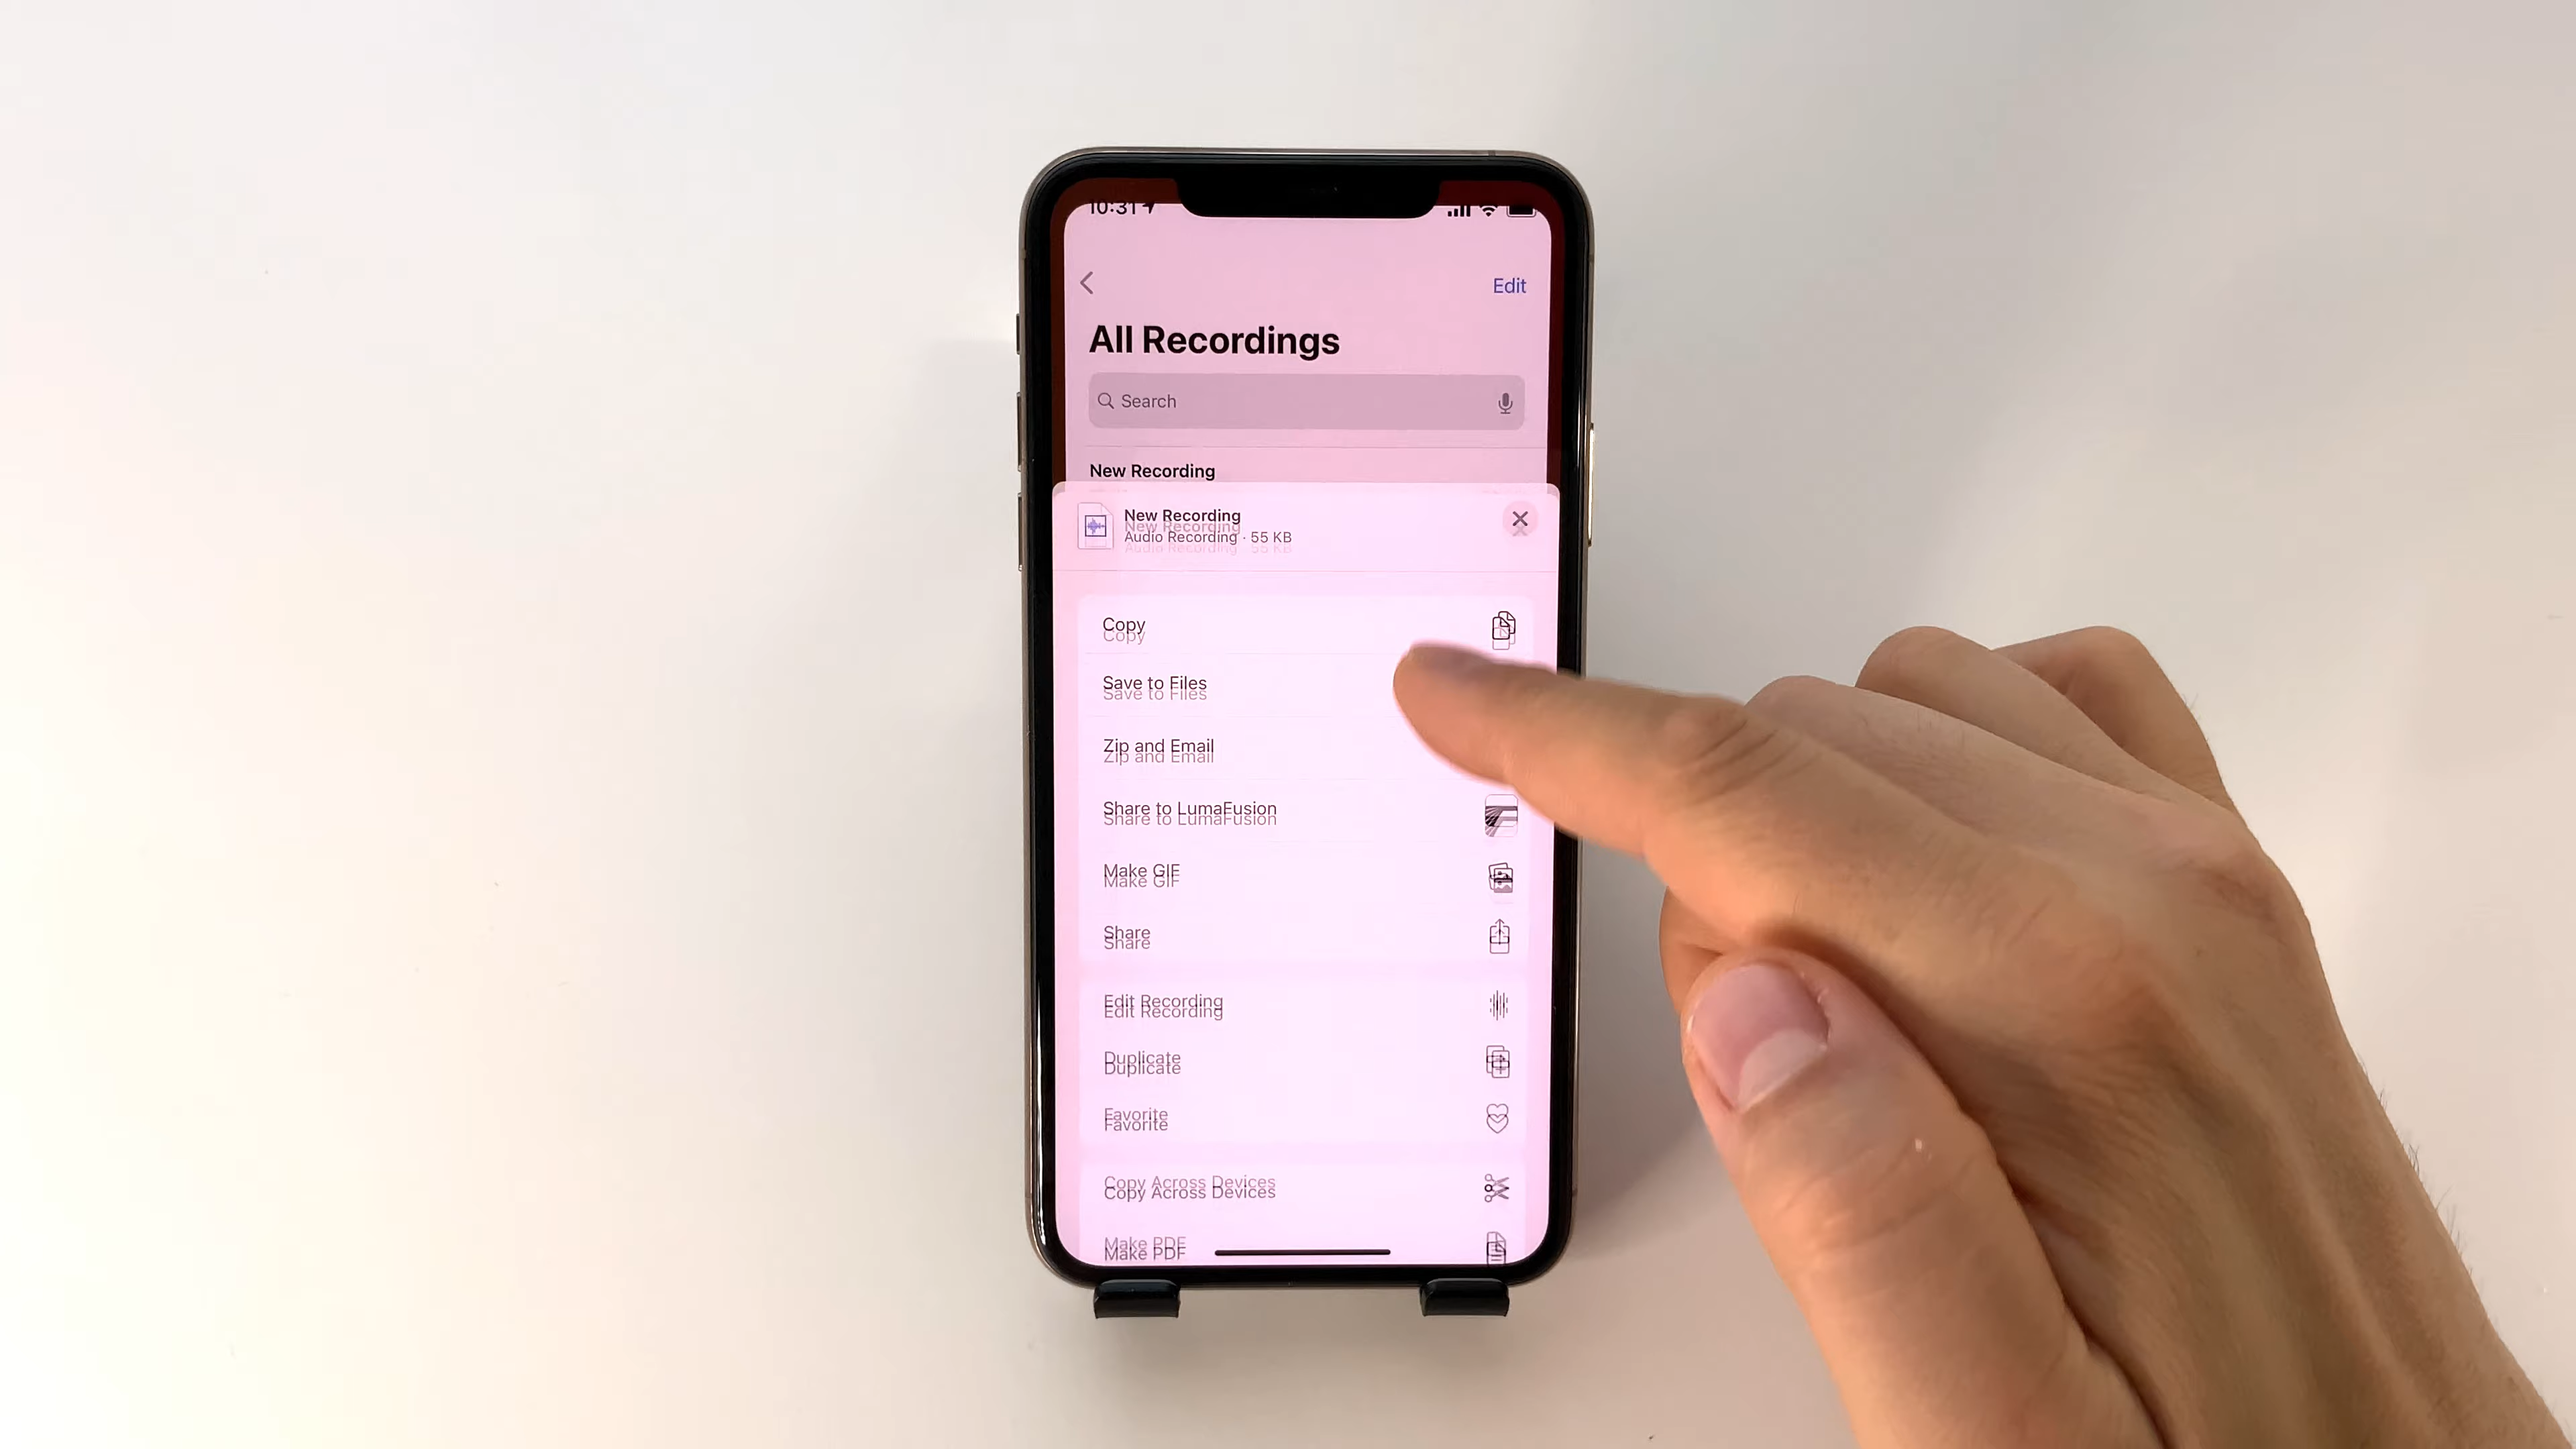 10:31
Edit
All Recordings
Search
New Recording
New Recording
Audio Recording · 55 KB
Copy
Save to Files
Zip and Email
Share to LumaFusion
Make GIF
Share
Edit Recording
Duplicate
Favorite
Copy Across Devices
Make PDF